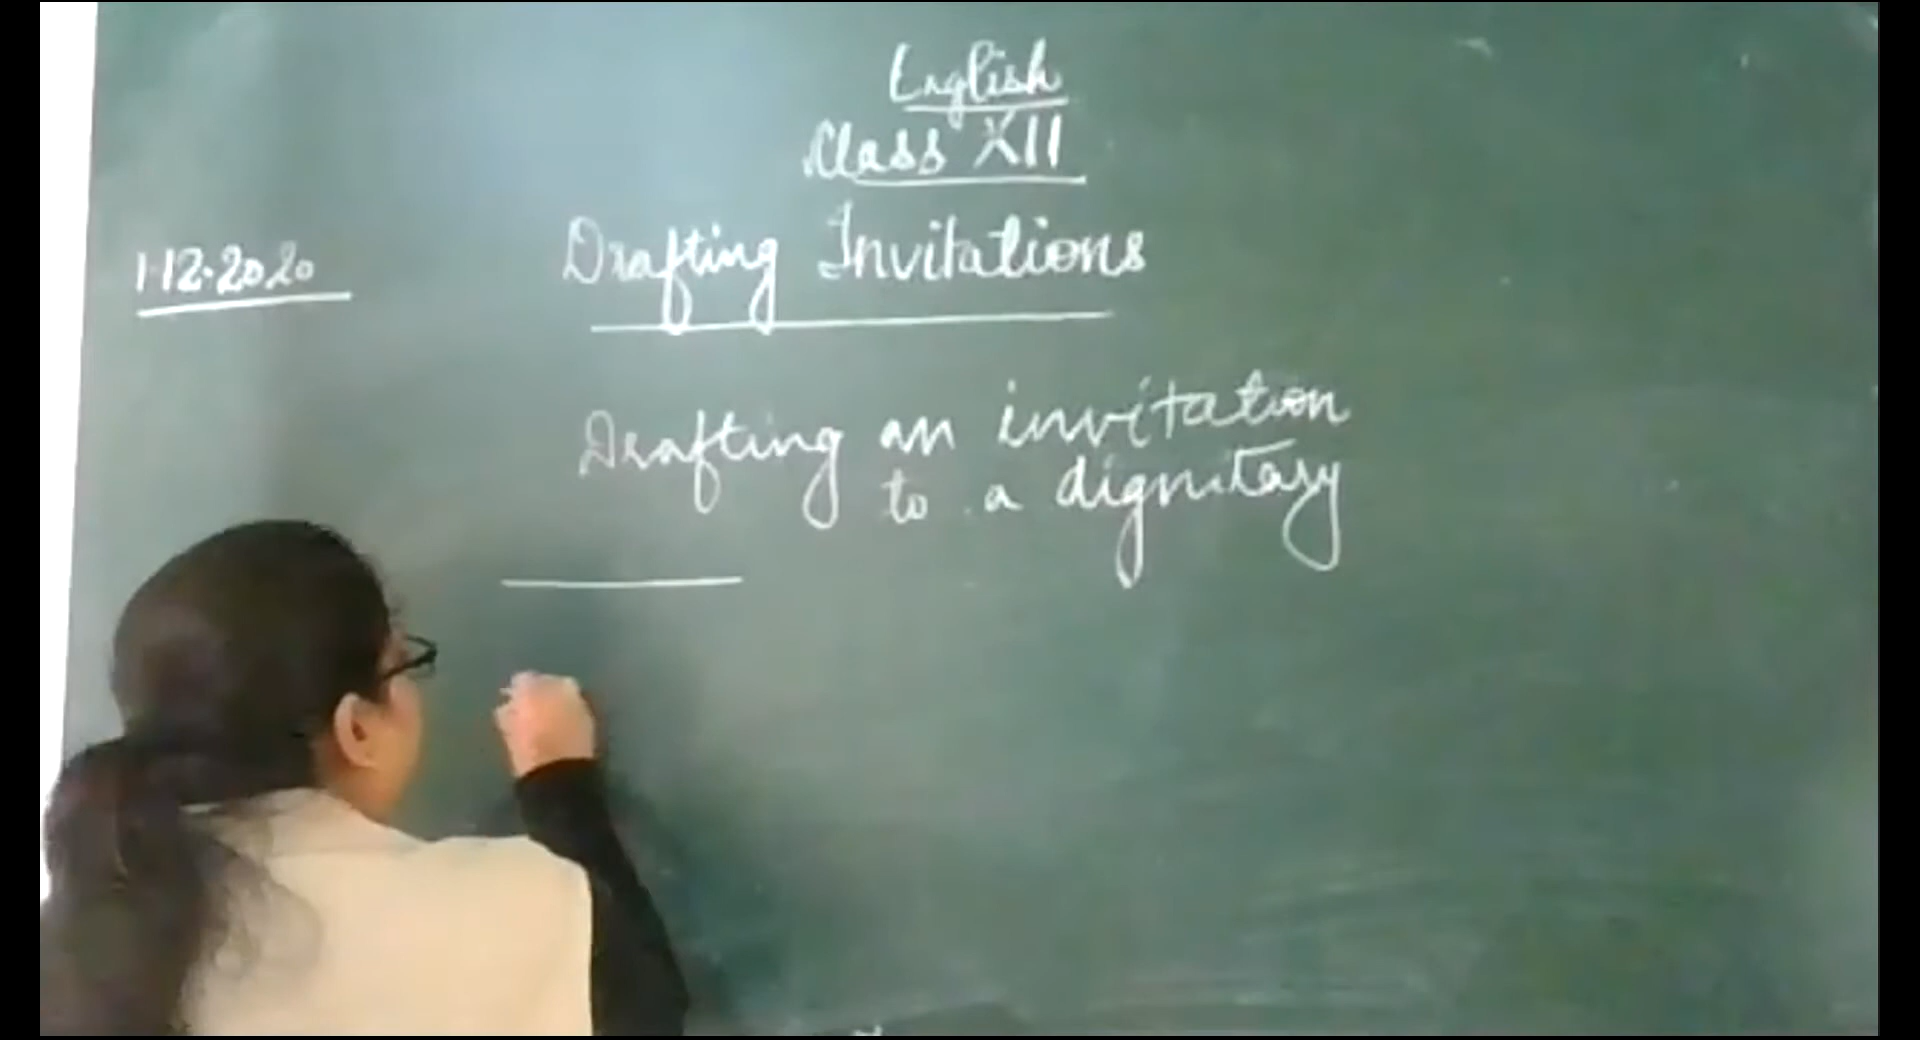 English
Class XII
1.12.2020
Drafting Invitations
Drafting an invitation
to a dignitary